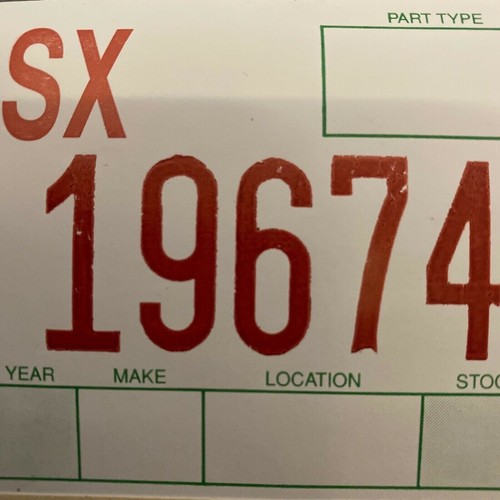 PART TYPE
SX
19674
YEAR MAKE LOCATION